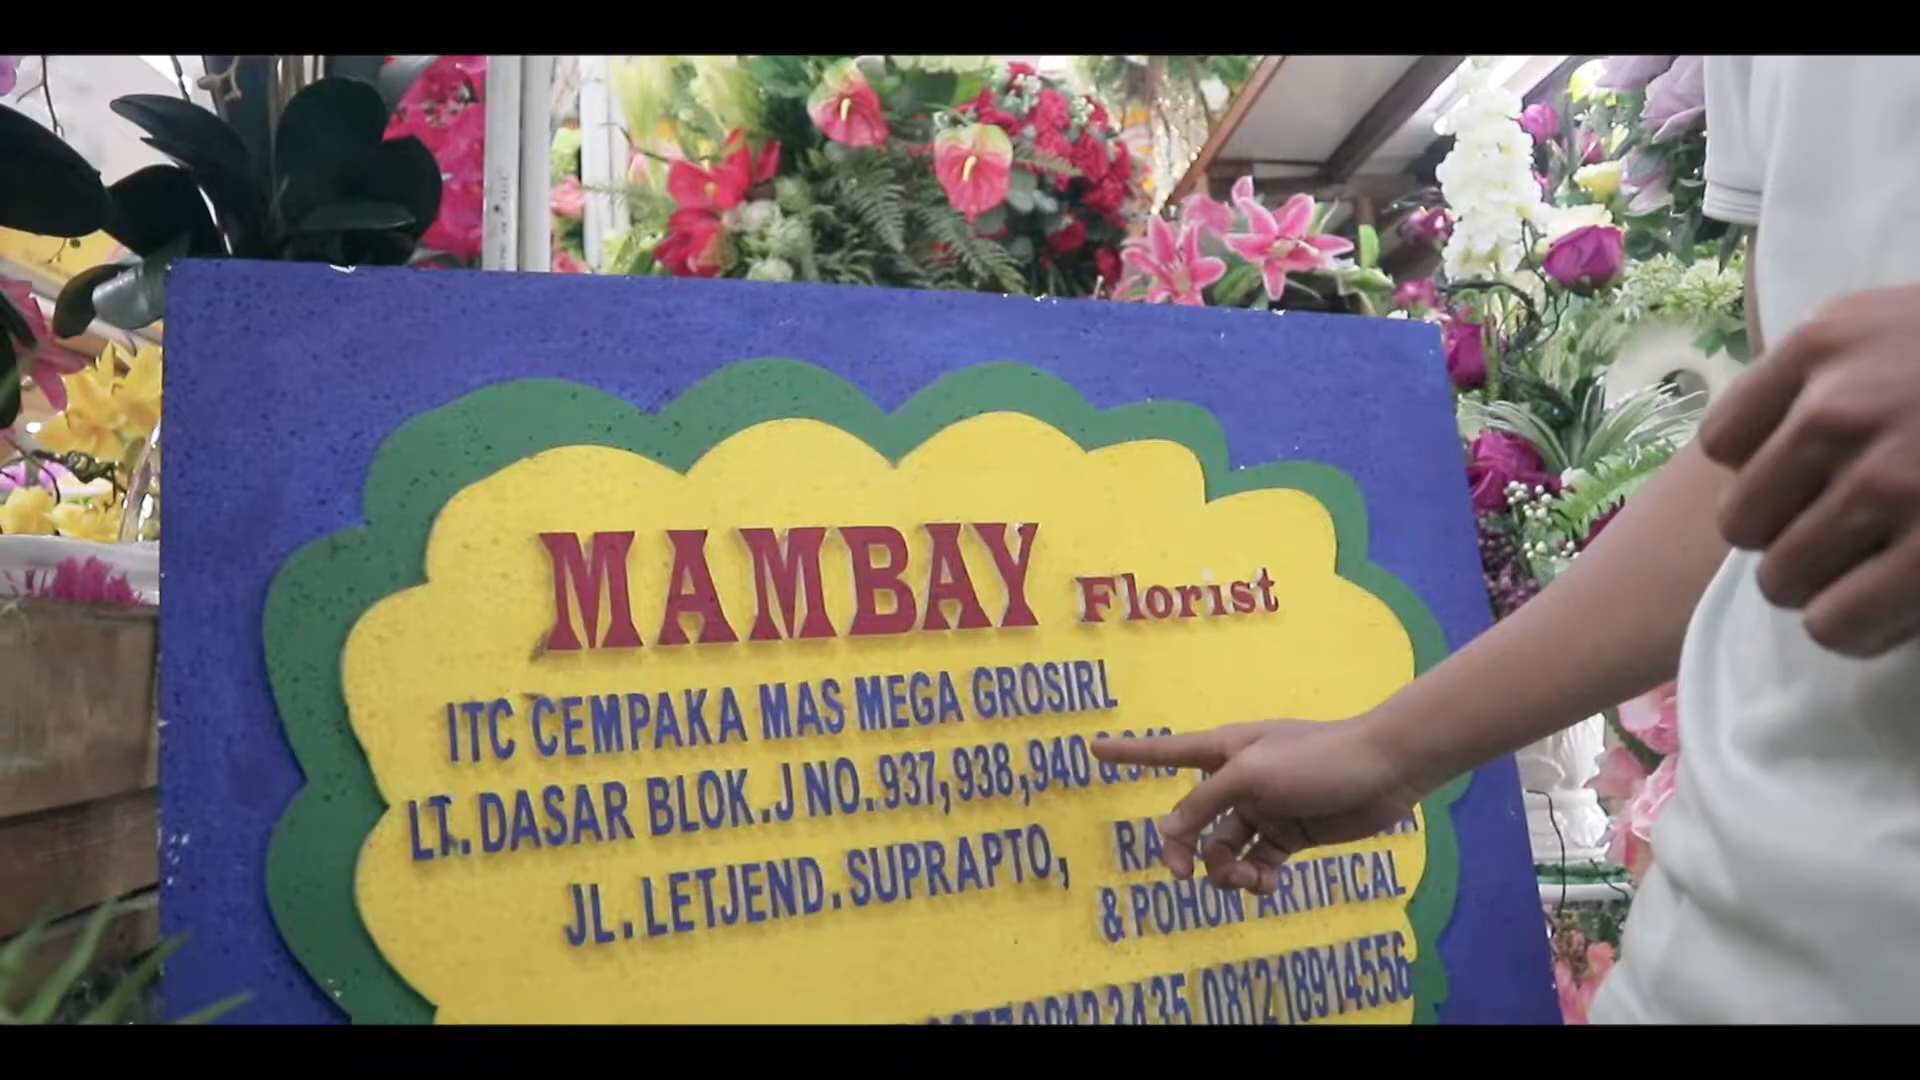 MAMBAY Florist
ITC CEMPAKA MAS MEGA GROSIRL
LT. DASAR BLOK.J NO. 937,938,940 &
JL. LETJEND. SUPRAPTO,
& POHON ARTIFICAL
081218914556